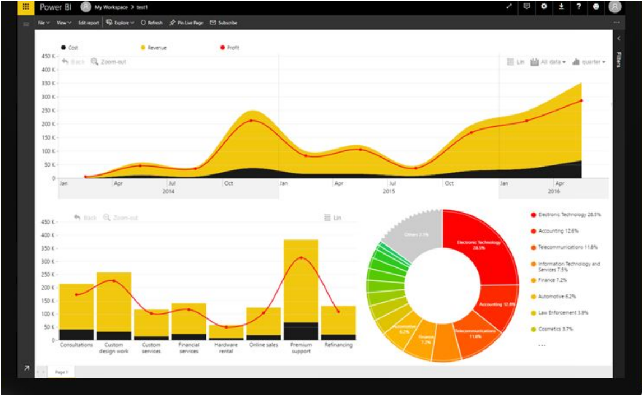 Power BI My Workspace > test1
File View Edit report Explore Refresh Pin Live Page Subscribe
Cost Revenue Profit
Back Zoom out Lin All data quarter
Filters
450 K
400 K
350 K
300 K
250 K
200 K
150 K
100 K
50 K
0 K
Jan Apr Jul Oct Jan Apr Jul Oct Jan Apr
2014 2015 2016
Back Zoom out Lin
450 K
400 K
350 K
300 K
250 K
200 K
150 K
100 K
50 K
0 K
Consultations Custom design work Custom services Financial services Hardware rental Online sales Premium support Refinancing
Electronic Technology
28.5%
Accounting 12.6%
Telecommunications
11.8%
Finance
7.2%
Automotive
6.2%
Electronic Technology 28.5%
Accounting 12.6%
Telecommunications 11.8%
Information Technology and
Services 7.5%
Finance 7.2%
Automotive 6.2%
Law Enforcement 3.8%
Cosmetics 3.7%
...
Page 1